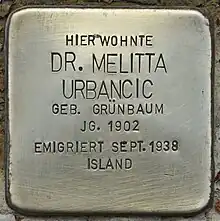 HIER WOHNTE
DR. MELITTA
URBANCIC
GEB. GRÜNBAUM
JG. 1902
EMIGRIERT SEPT. 1938
ISLAND